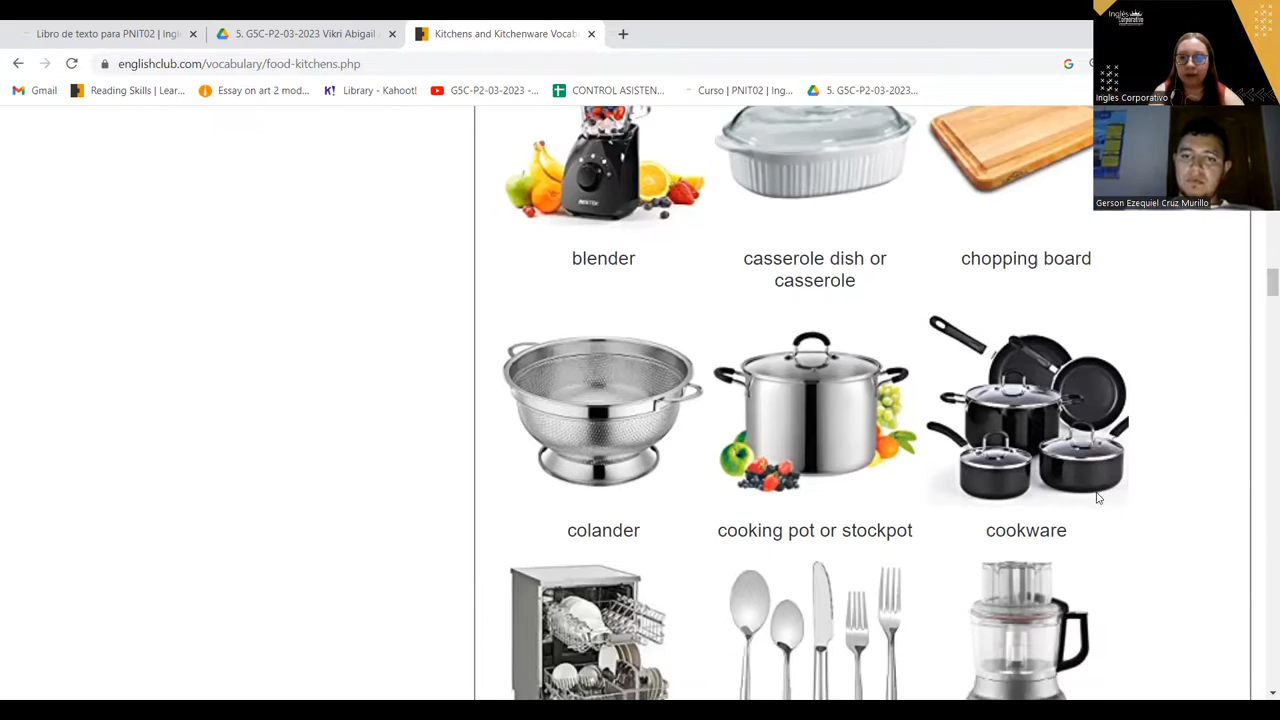 Libro de texto para PNIT02 | Ingl
5. G5C-P2-03-2023 Vikri Abigail
Kitchens and Kitchenware Vocab
englishclub.com/vocabulary/food-kitchens.php
Gmail
Reading Skills | Lear...
Essay on art 2 mod...
Library - Kahoot!
G5C-P2-03-2023 -...
CONTROL ASISTEN...
Curso | PNIT02 | Ing...
5. G5C-P2-03-2023...
Inglés
Corporativo
Ingles Corporativo
Gerson Ezequiel Cruz Murillo
blender
casserole dish or
casserole
chopping board
colander
cooking pot or stockpot
cookware